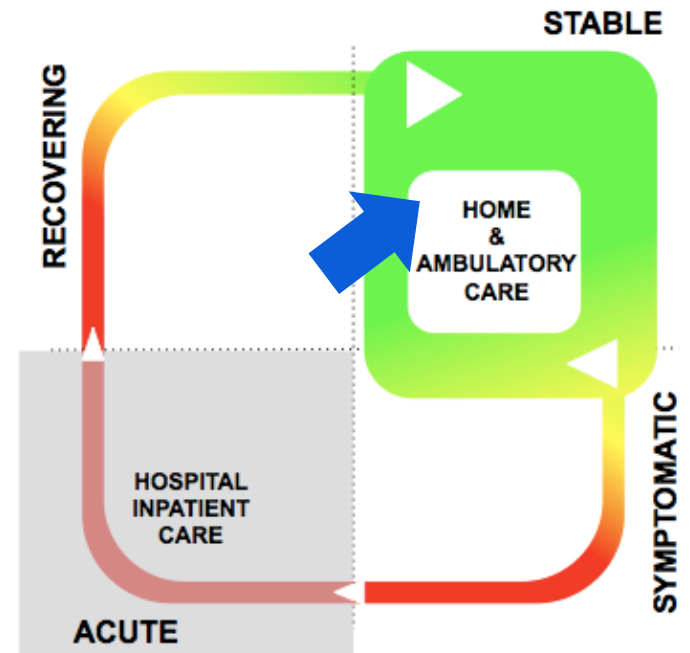 STABLE
RECOVERING
HOME
&
AMBULATORY
CARE
HOSPITAL
INPATIENT
CARE
SYMPTOMATIC
ACUTE